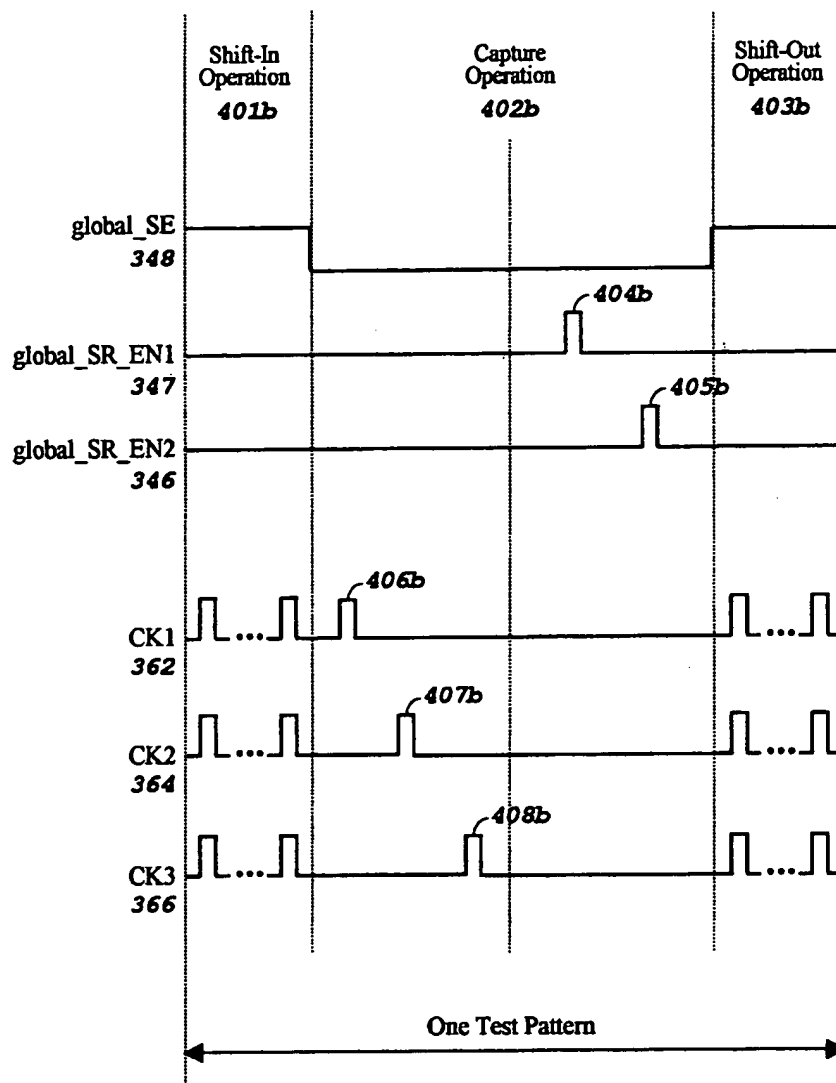 Shift-In
Operation
401b
Capture
Operation
402b
Shift-Out
Operation
403b
global_SE
348
404b
global_SR_EN1
347
405b
global_SR_EN2
346
406b
CK1
362
407b
CK2
364
408b
CK3
366
One Test Pattern